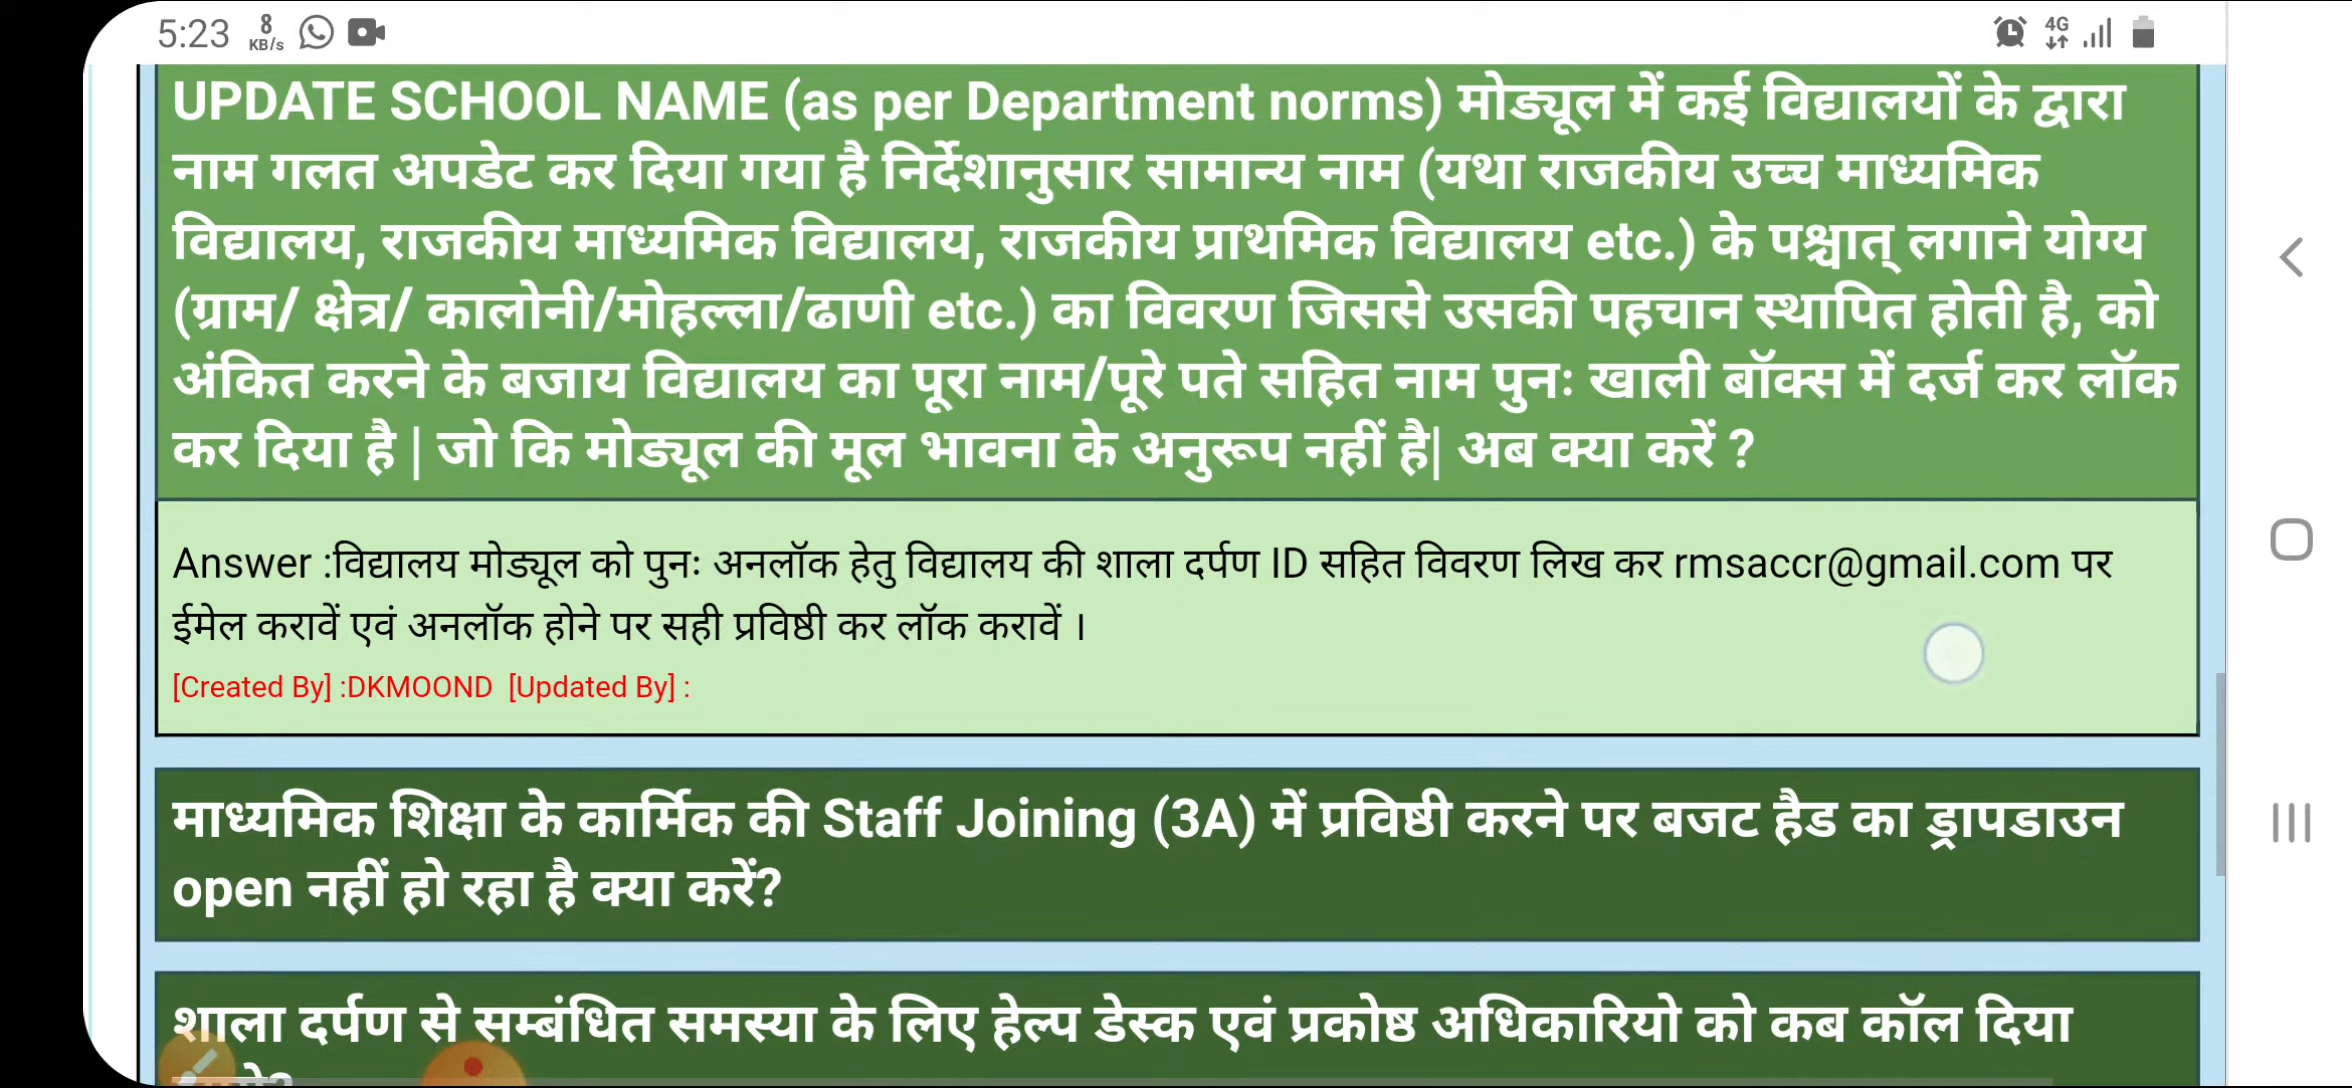 5:23 8 KB/s 4G
UPDATE SCHOOL NAME (as per Department norms) मोड्यूल में कई विद्यालयों के द्वारा
नाम गलत अपडेट कर दिया गया है निर्देशानुसार सामान्य नाम (यथा राजकीय उच्च माध्यमिक
विद्यालय, राजकीय माध्यमिक विद्यालय, राजकीय प्राथमिक विद्यालय etc.) के पश्चात् लगाने योग्य
(ग्राम/ क्षेत्र/ कालोनी/मोहल्ला/ढाणी etc.) का विवरण जिससे उसकी पहचान स्थापित होती है, को
अंकित करने के बजाय विद्यालय का पूरा नाम/पूरे पते सहित नाम पुनः खाली बॉक्स में दर्ज कर लॉक
कर दिया है | जो कि मोड्यूल की मूल भावना के अनुरूप नहीं है| अब क्या करें ?
Answer :विद्यालय मोड्यूल को पुनः अनलॉक हेतु विद्यालय की शाला दर्पण ID सहित विवरण लिख कर rmsaccr@gmail.com पर
ईमेल करावें एवं अनलॉक होने पर सही प्रविष्ठी कर लॉक करावें ।
[Created By] :DKMOOND [Updated By] :
माध्यमिक शिक्षा के कार्मिक की Staff Joining (3A) में प्रविष्ठी करने पर बजट हैड का ड्रापडाउन
open नहीं हो रहा है क्या करें?
शाला दर्पण से सम्बंधित समस्या के लिए हेल्प डेस्क एवं प्रकोष्ठ अधिकारियो को कब कॉल दिया